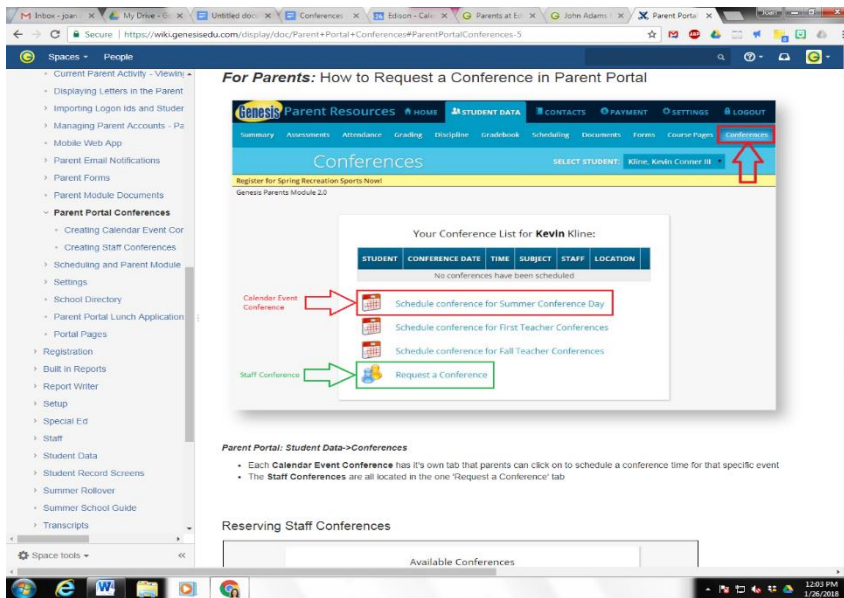 Inbox - joan
My Drive - G
Untitled doc
Conferences
Edison - Cale
Parents at E
John Adams
Parent Porta
Secure | https://wiki.genesisedu.com/display/doc/Parent+Portal+Conferences#ParentPortalConferences-5
Spaces People
Current Parent Activity - Viewing
Displaying Letters in the Parent
Importing Logon Ids and Studer
Managing Parent Accounts - Pa
Mobile Web App
Parent Email Notifications
Parent Forms
Parent Module Documents
Parent Portal Conferences
Creating Calendar Event Cor
Creating Staff Conferences
Scheduling and Parent Module
Settings
School Directory
Parent Portal Lunch Application
Portal Pages
Registration
Built in Reports
Report Writer
Setup
Special Ed
Staff
Student Data
Student Record Screens
Summer Rollover
Summer School Guide
Transcripts
Space tools
For Parents: How to Request a Conference in Parent Portal
Genesis Parent Resources HOME STUDENT DATA CONTACTS PAYMENT SETTINGS LOGOUT
Summary Assessments Attendance Grading Discipline Gradebook Scheduling Documents Forms Course Pages Conferences
Conferences SELECT STUDENT: Kline, Kevin Conner III
Register for Spring Recreation Sports Now!
Genesis Parents Module 2.0
Your Conference List for Kevin Kline:
STUDENT CONFERENCE DATE TIME SUBJECT STAFF LOCATION
No conferences have been scheduled
Calendar Event
Conference
Schedule conference for Summer Conference Day
Schedule conference for First Teacher Conferences
Schedule conference for Fall Teacher Conferences
Staff Conference
Request a Conference
Parent Portal: Student Data->Conferences
• Each Calendar Event Conference has it's own tab that parents can click on to schedule a conference time for that specific event
• The Staff Conferences are all located in the one 'Request a Conference' tab
Reserving Staff Conferences
Available Conferences
12:03 PM
1/26/2018